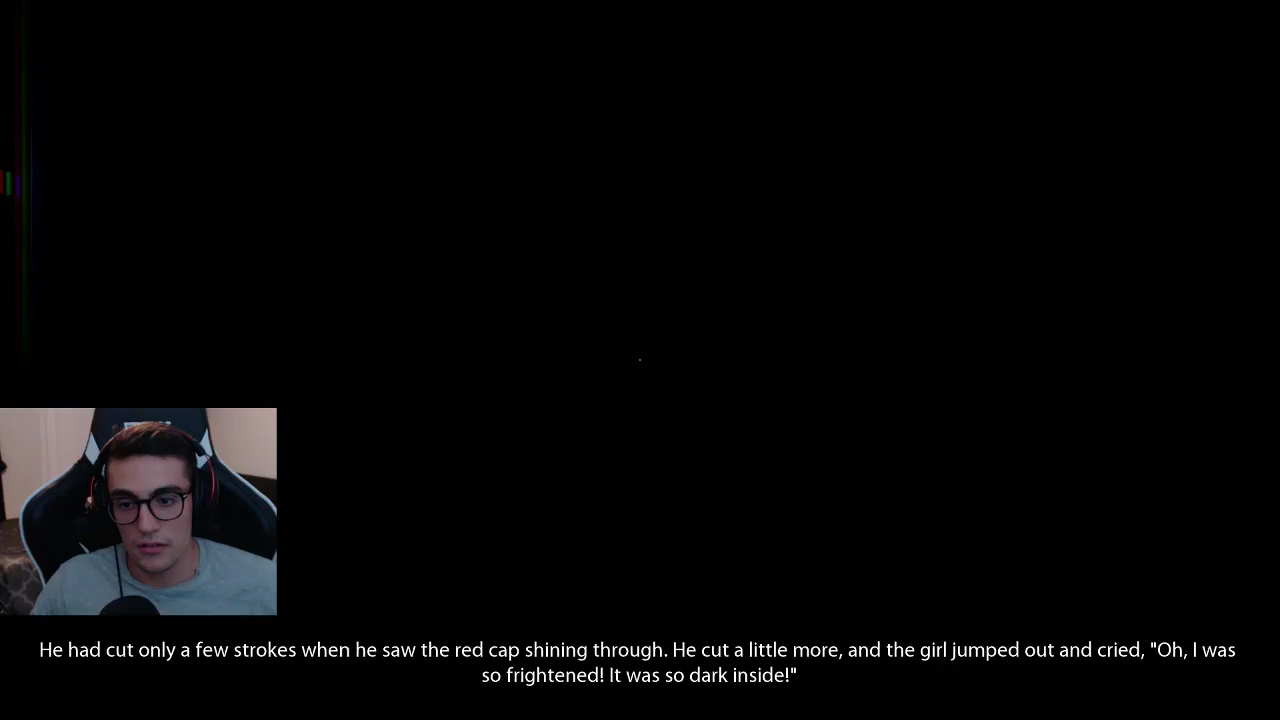 He had cut only a few strokes when he saw the red cap shining through. He cut a little more, and the girl jumped out and cried, "Oh, I was
so frightened! It was so dark inside!"